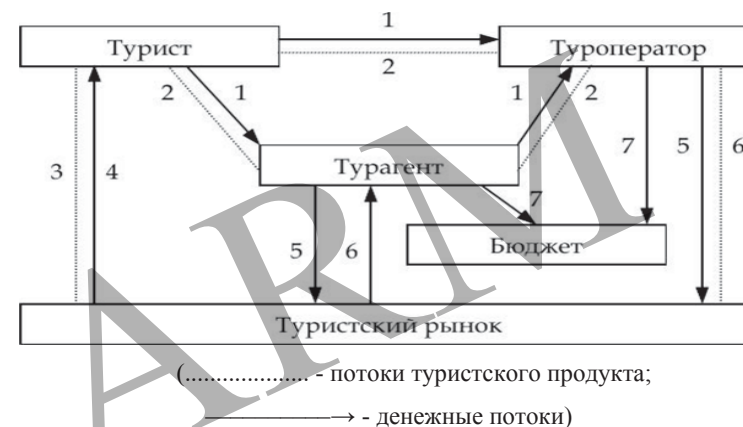 1
Турист
Туроператор
2
2
1
1
2
3
4
Турагент
7
5
6
7
5
6
Бюджет
Туристский рынок
(.................... - потоки туристского продукта;
————————→ - денежные потоки)
ARM